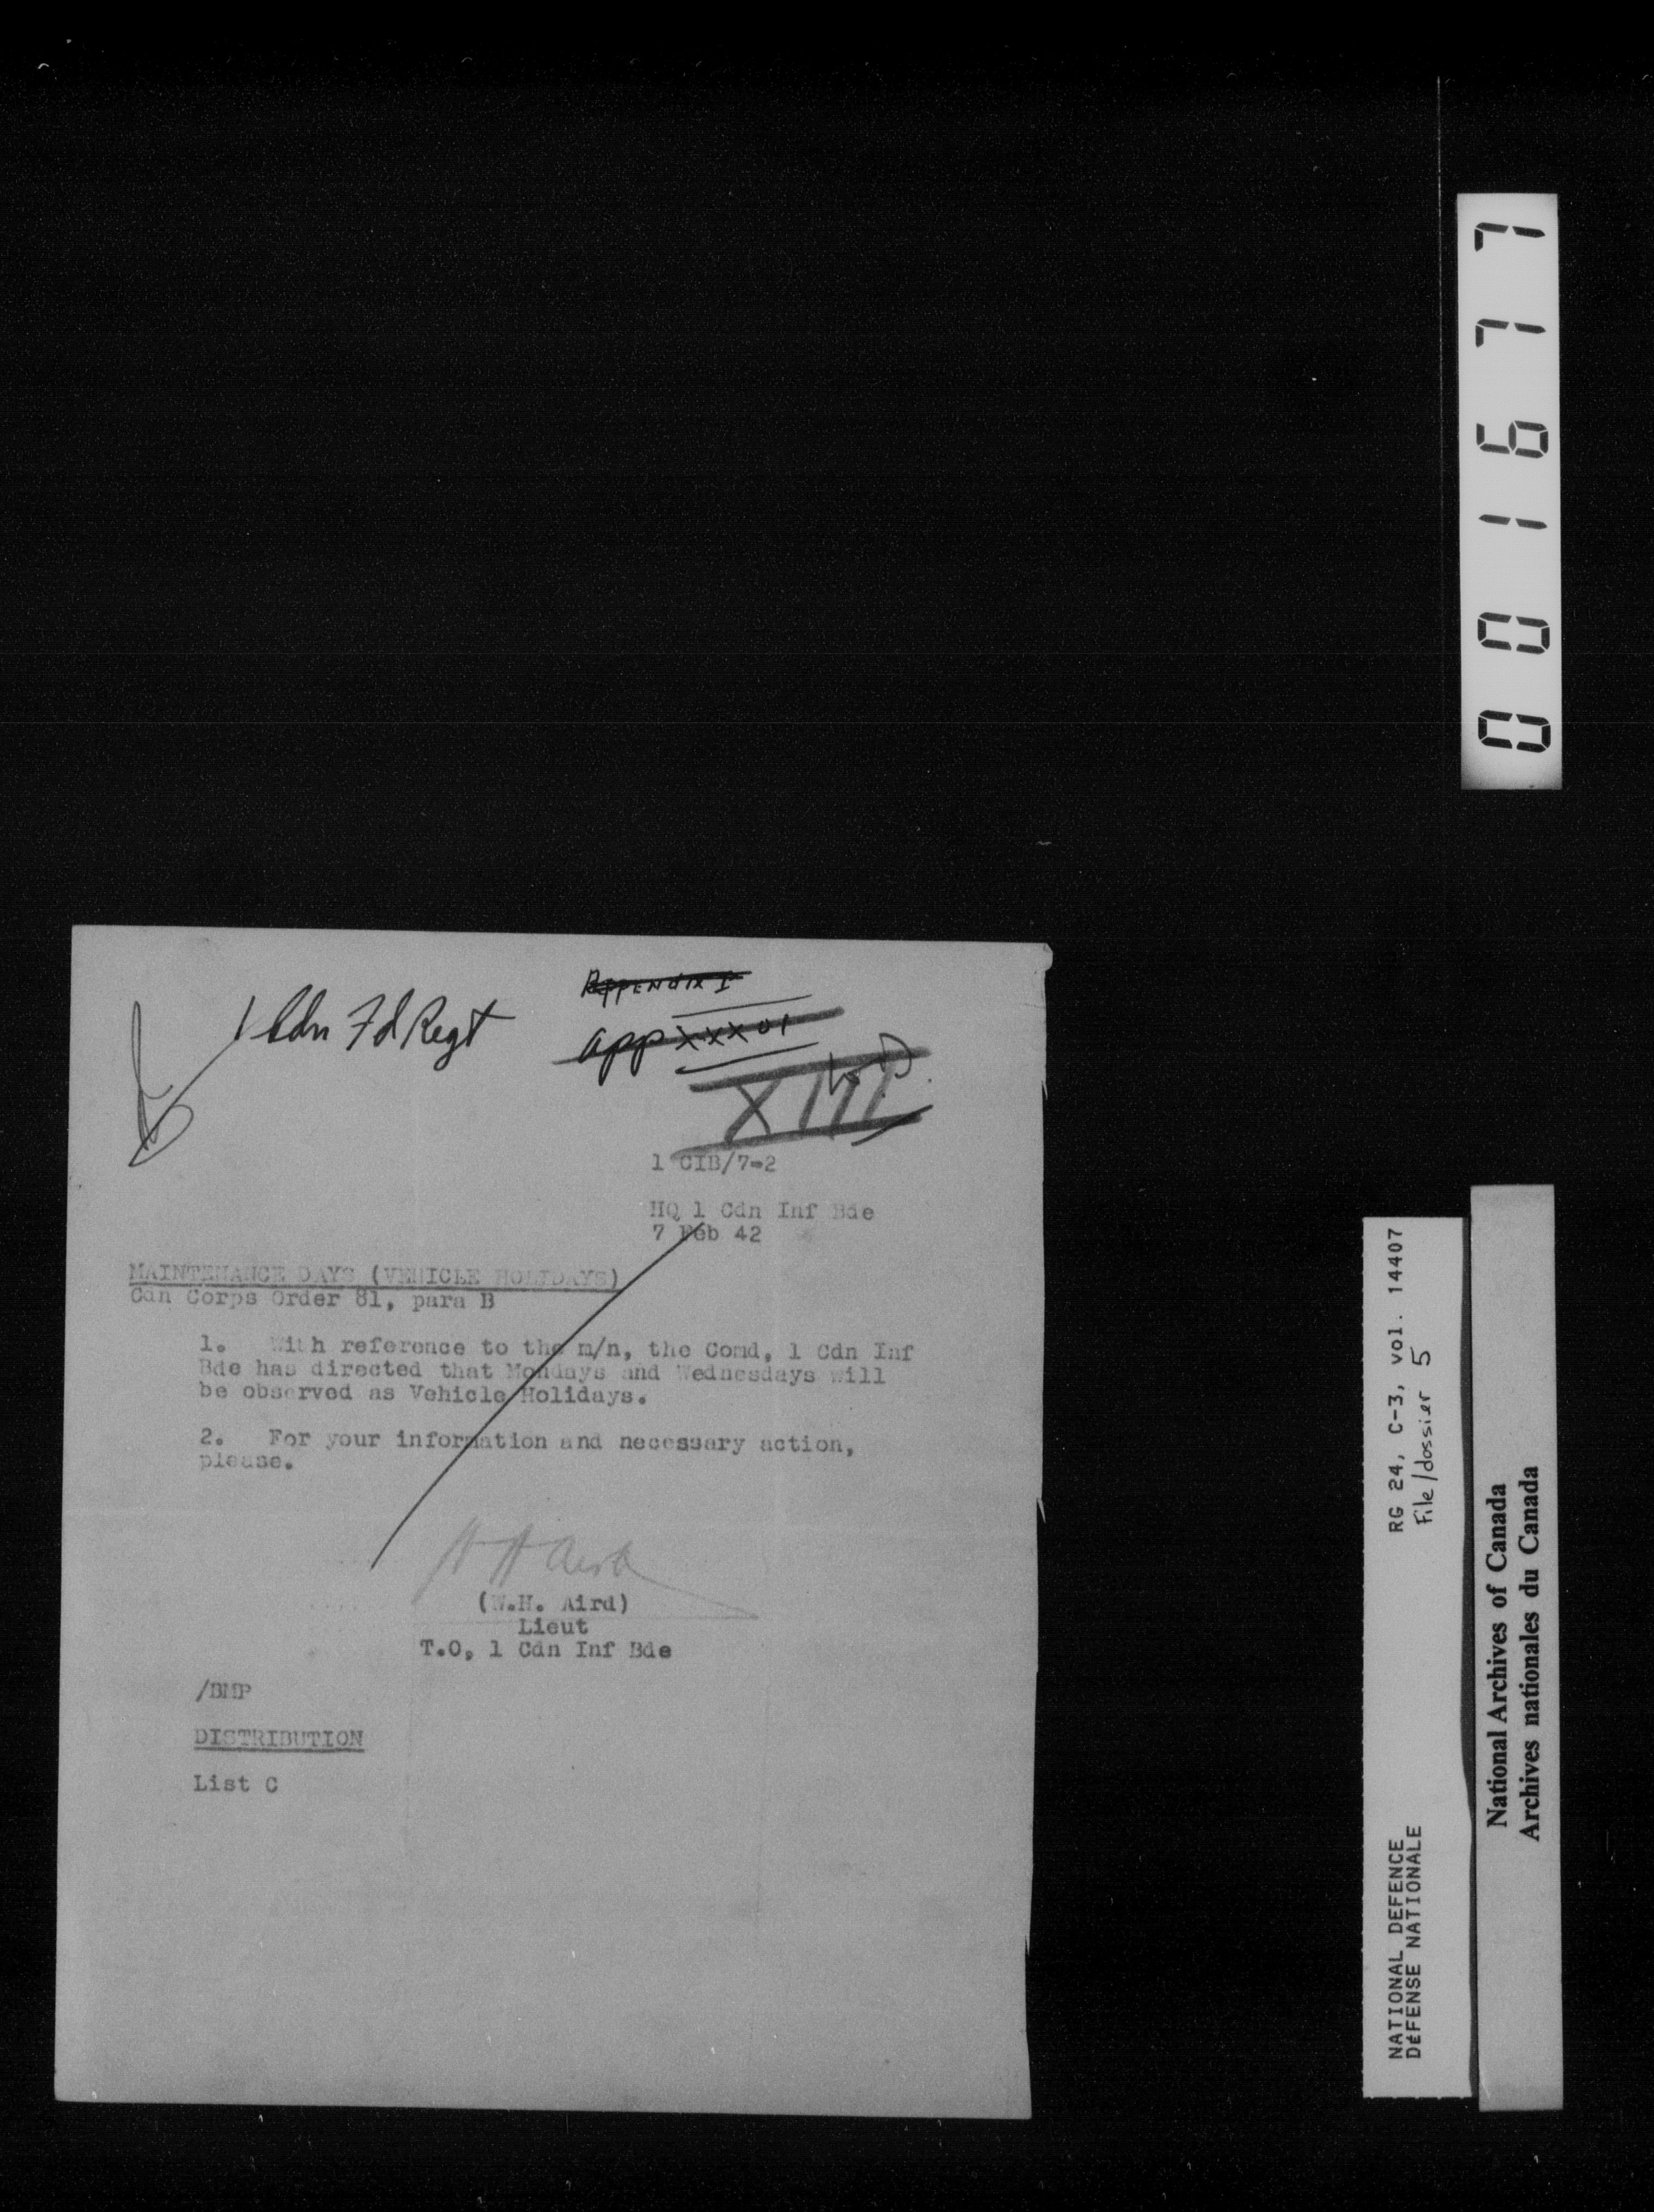 1 Cdn Fd Regt
APPENDIX I
app
XIII
1 CIB/7-2
HQ 1 Cdn Inf Bde
7 Feb 42
MAINTENANCE DAYS (VEHICLE HOLIDAYS)
Cdn Corps Order 81, para B
1. With reference to the m/n, the Comd, 1 Cdn Inf
Bde has directed that Mondays and Wednesdays will
be observed as Vehicle Holidays.
2. For your information and necessary action,
please.
(W.H. Aird)
Lieut
T.O, 1 Cdn Inf Bde
/BMP
DISTRIBUTION
List C
001677
RG 24, C-3, vol. 14407
File/dossier 5
NATIONAL DEFENCE
DÉFENSE NATIONALE
National Archives of Canada
Archives nationales du Canada